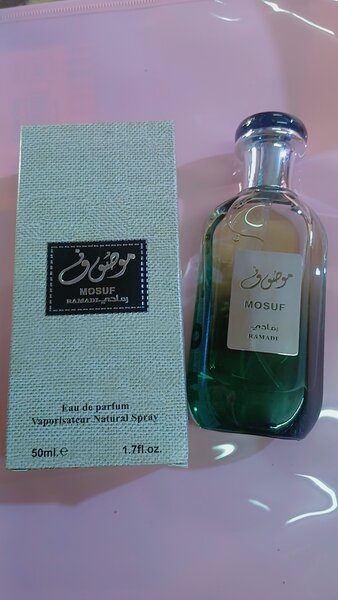 موصوف
MOSUF
RAMADI رمادي
Eau de parfum
Vaporisateur Natural Spray
50ml.e 1.7fl.oz.
موصوف
MOSUF
رمادي
RAMADI